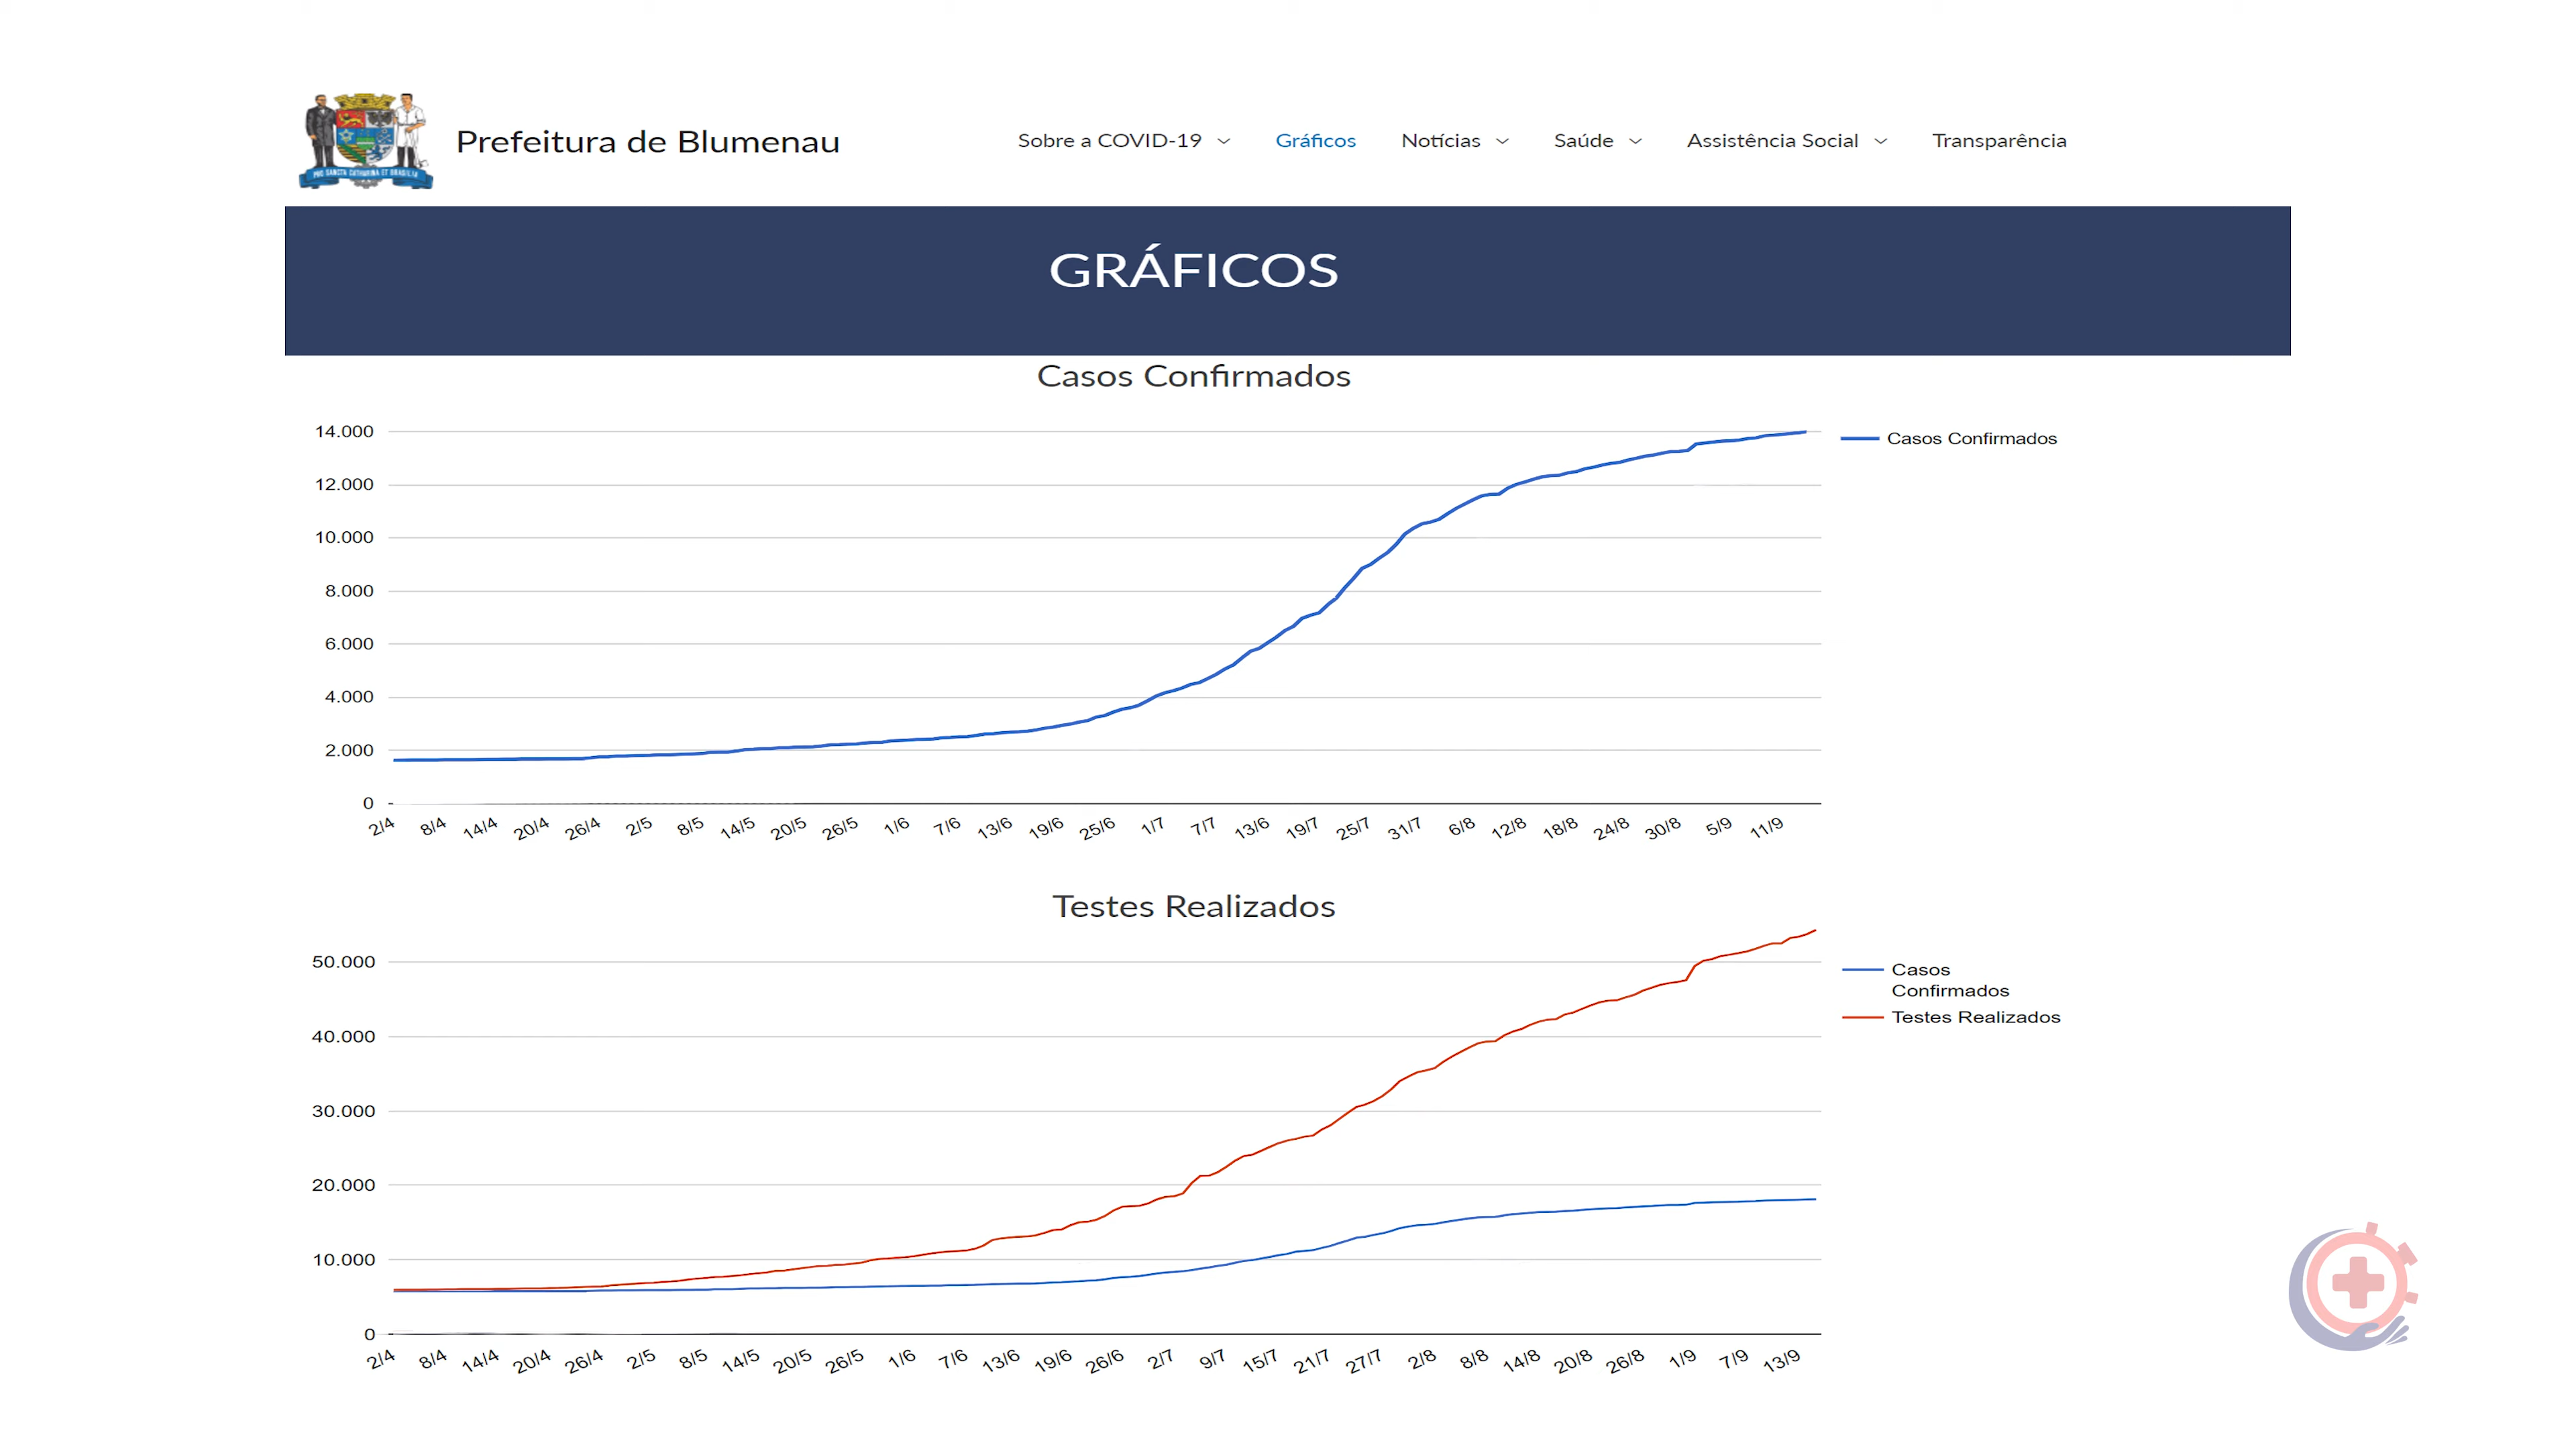 Prefeitura de Blumenau
Sobre a COVID-19 Gráficos Notícias Saúde Assistência Social Transparência
PRO SANCTA CATHARINA ET BRASILIA
GRÁFICOS
Casos Confirmados
14.000
12.000
10.000
8.000
6.000
4.000
2.000
0
Casos Confirmados
2/4 8/4 14/4 20/4 26/4 2/5 8/5 14/5 20/5 26/5 1/6 7/6 13/6 19/6 25/6 1/7 7/7 13/6 19/7 25/7 31/7 6/8 12/8 18/8 24/8 30/8 5/9 11/9
Testes Realizados
50.000
40.000
30.000
20.000
10.000
0
Casos
Confirmados
Testes Realizados
2/4 8/4 14/4 20/4 26/4 2/5 8/5 14/5 20/5 26/5 1/6 7/6 13/6 19/6 26/6 2/7 9/7 15/7 21/7 27/7 2/8 8/8 14/8 20/8 26/8 1/9 7/9 13/9